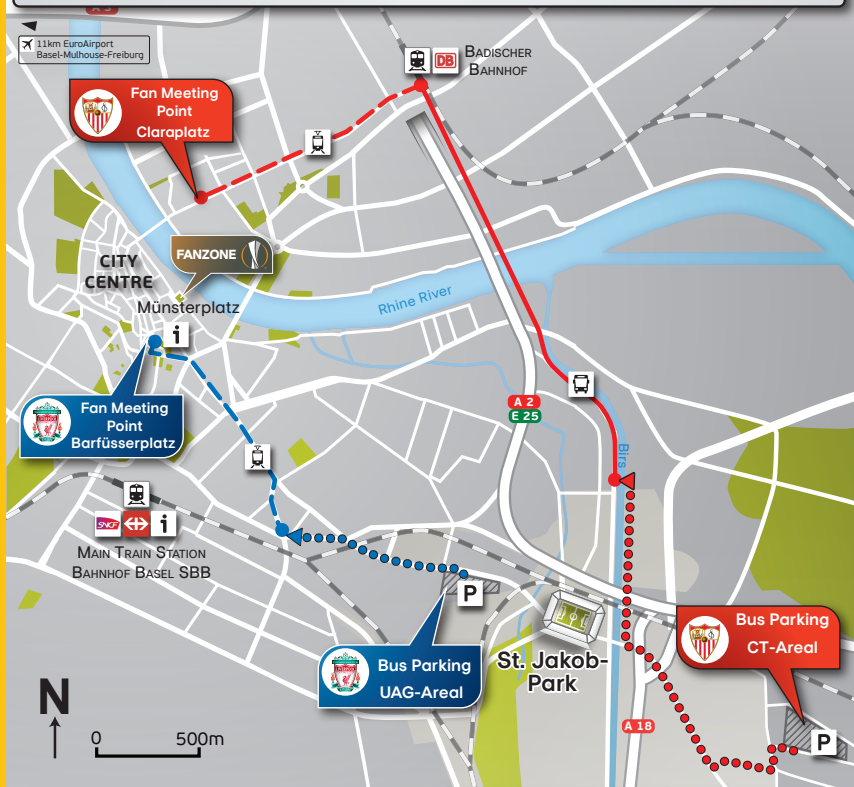 11km EuroAirport
Basel-Mulhouse-Freiburg
DB
BADISCHER
BAHNHOF
Fan Meeting
Point
Claraplatz
FANZONE
CITY
CENTRE
Münsterplatz
Rhine River
i
A 2
E 25
Fan Meeting
Point
Barfüsserplatz
Birs
SNCF
i
MAIN TRAIN STATION
BAHNHOF BASEL SBB
P
Bus Parking
UAG-Areal
St. Jakob-
Park
Bus Parking
CT-Areal
A 18
P
N
0 500m